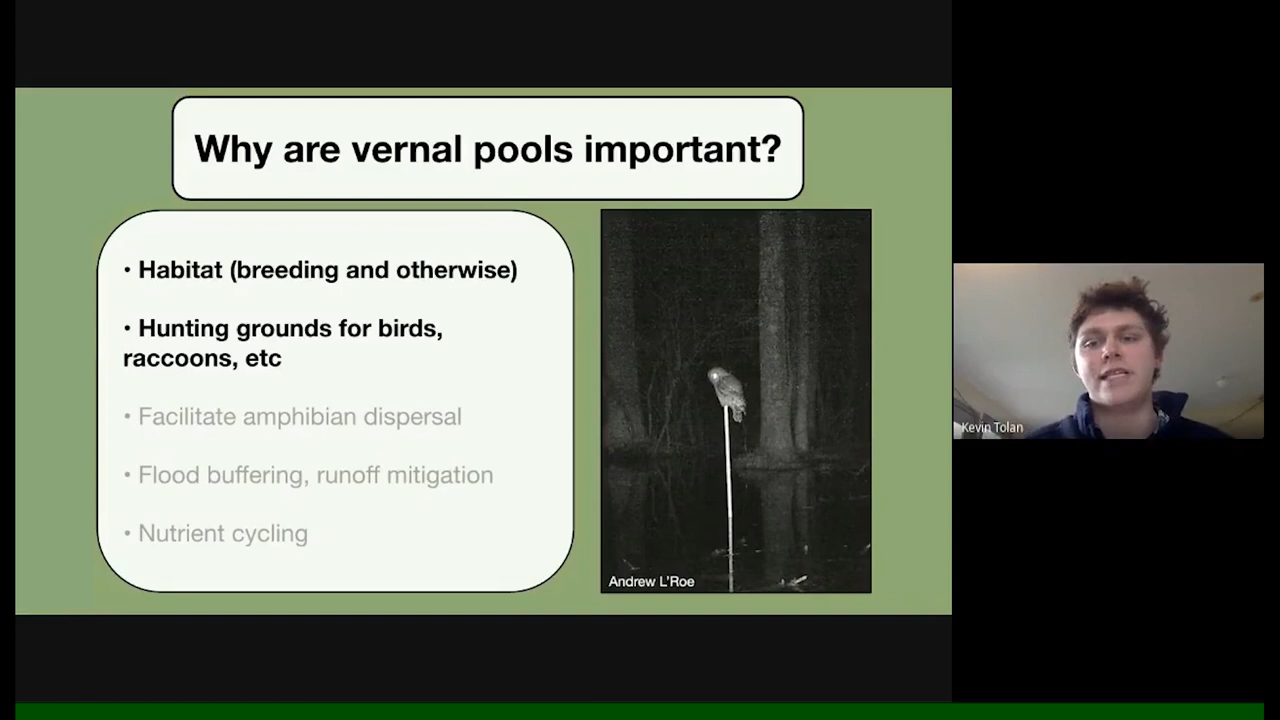 Why are vernal pools important?
• Habitat (breeding and otherwise)
• Hunting grounds for birds,
raccoons, etc
• Facilitate amphibian dispersal
• Flood buffering, runoff mitigation
• Nutrient cycling
Andrew L'Roe
Kevin Tolan